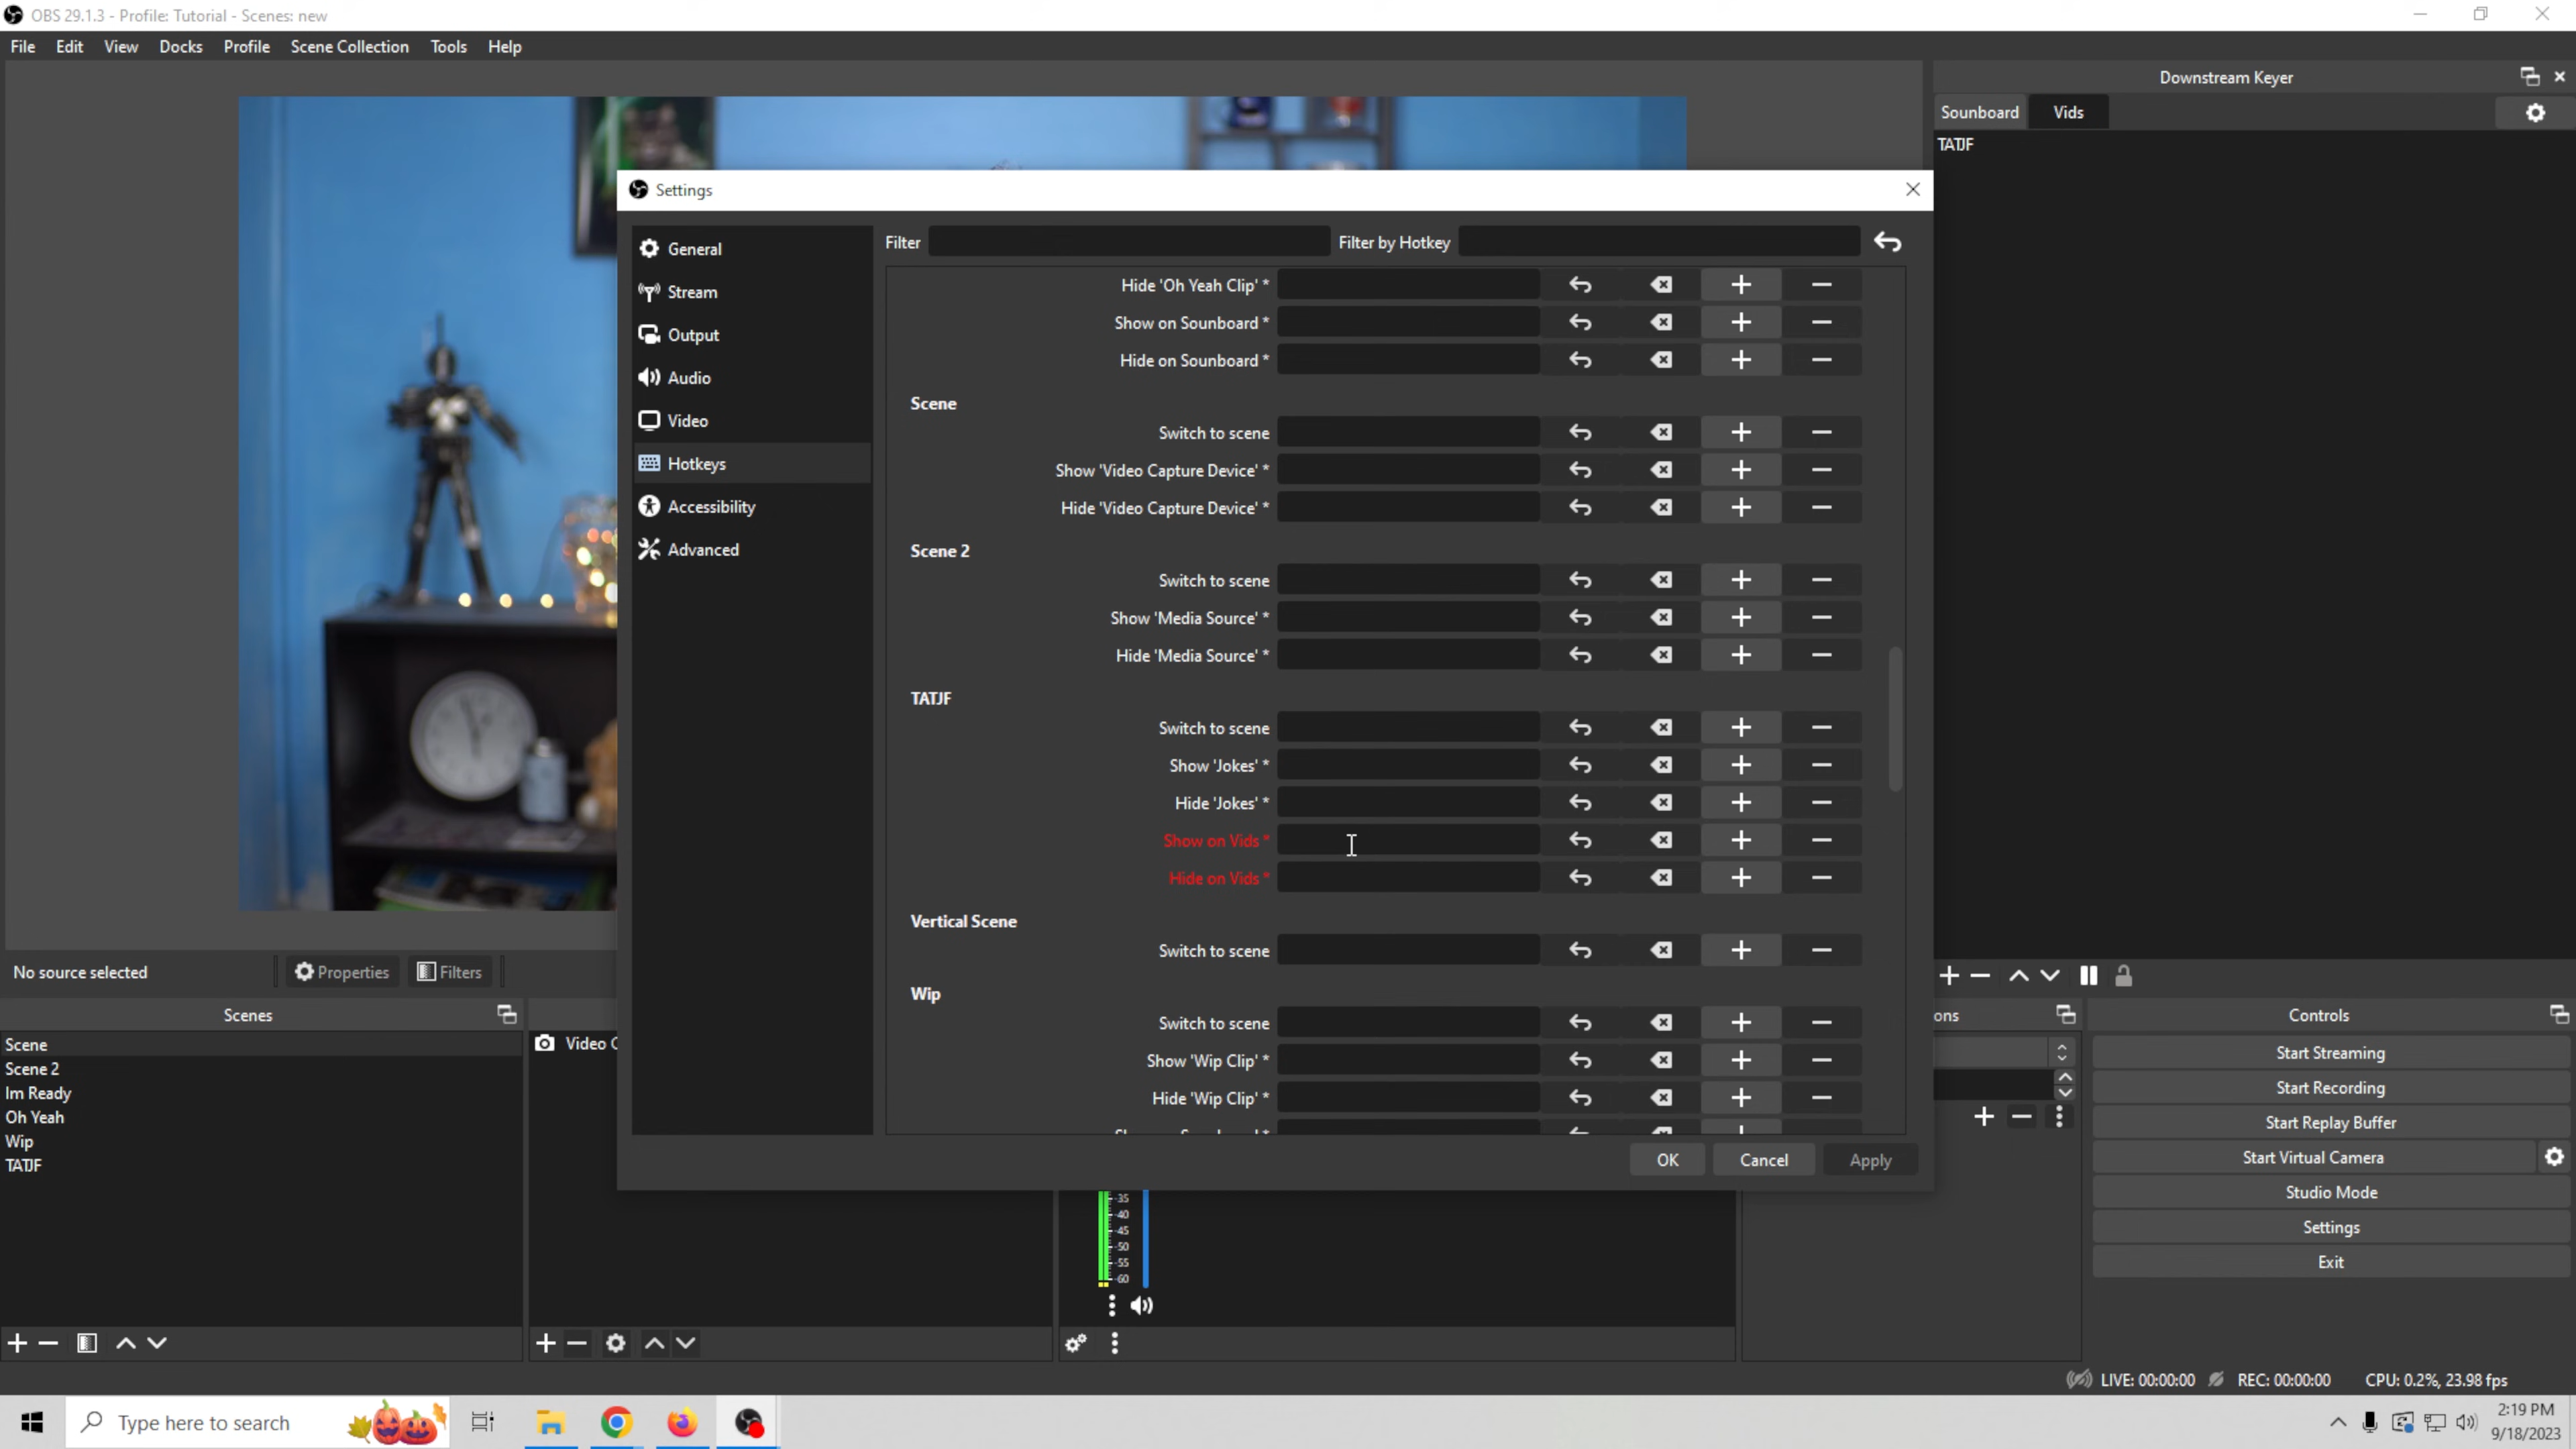 OBS 29.1.3 - Profile: Tutorial - Scenes: new
File Edit View Docks Profile Scene Collection Tools Help
Downstream Keyer
Sounboard Vids
TATJF
Settings
General
Stream
Output
Audio
Video
Hotkeys
Accessibility
Advanced
Filter Filter by Hotkey
Hide 'Oh Yeah Clip' *
Show on Sounboard *
Hide on Sounboard *
Scene
Switch to scene
Show 'Video Capture Device' *
Hide 'Video Capture Device' *
Scene 2
Switch to scene
Show 'Media Source' *
Hide 'Media Source' *
TATJF
Switch to scene
Show 'Jokes' *
Hide 'Jokes' *
Show on Vids *
Hide on Vids *
Vertical Scene
Switch to scene
Wip
Switch to scene
Show 'Wip Clip' *
Hide 'Wip Clip' *
OK Cancel Apply
No source selected Properties Filters
Scenes
Scene
Scene 2
Im Ready
Oh Yeah
Wip
TATJF
Video C
-35
-40
-45
-50
-55
-60
ons
Controls
Start Streaming
Start Recording
Start Replay Buffer
Start Virtual Camera
Studio Mode
Settings
Exit
LIVE: 00:00:00 REC: 00:00:00 CPU: 0.2%, 23.98 fps
Type here to search
2:19 PM
9/18/2023